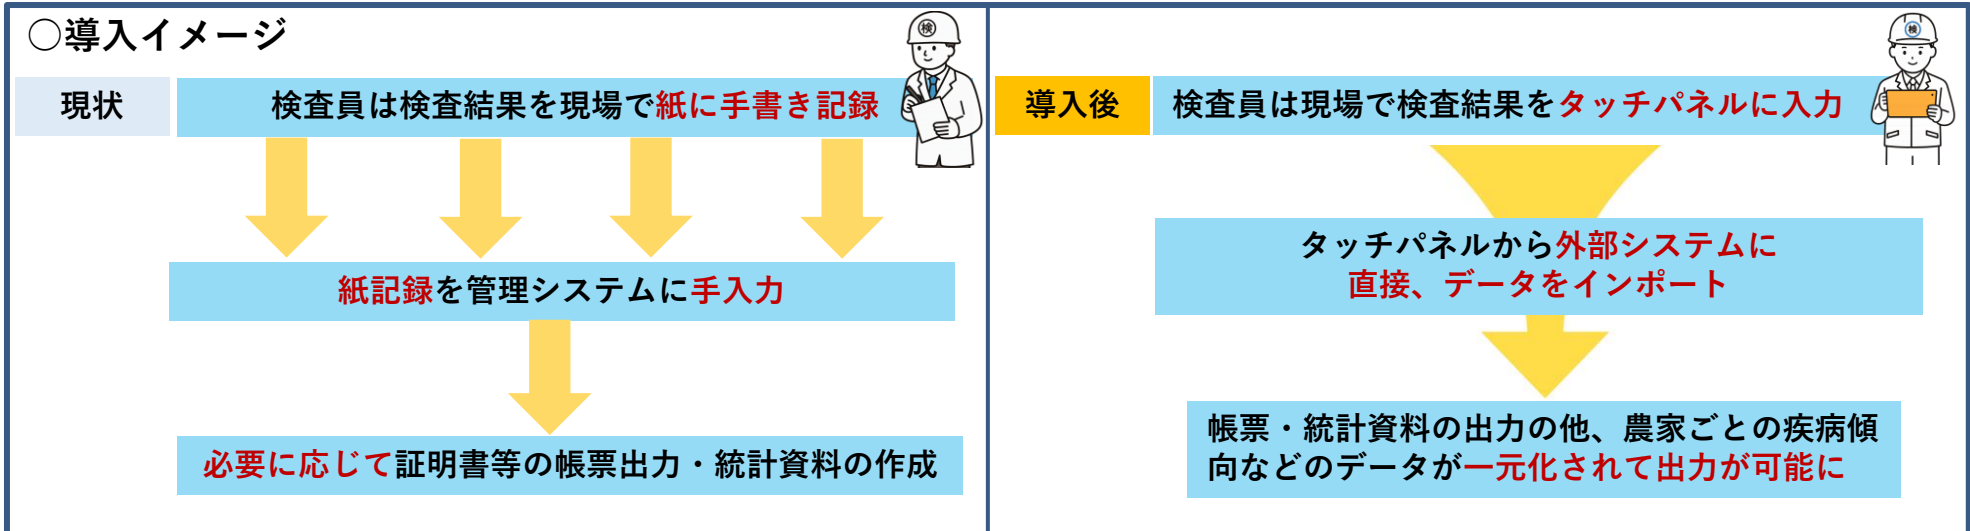 ○導入イメージ
検
現状
検査員は検査結果を現場で紙に手書き記録
紙記録を管理システムに手入力
必要に応じて証明書等の帳票出力・統計資料の作成
検
導入後
検査員は現場で検査結果をタッチパネルに入力
タッチパネルから外部システムに
直接、データをインポート
帳票・統計資料の出力の他、農家ごとの疾病傾
向などのデータが一元化されて出力が可能に